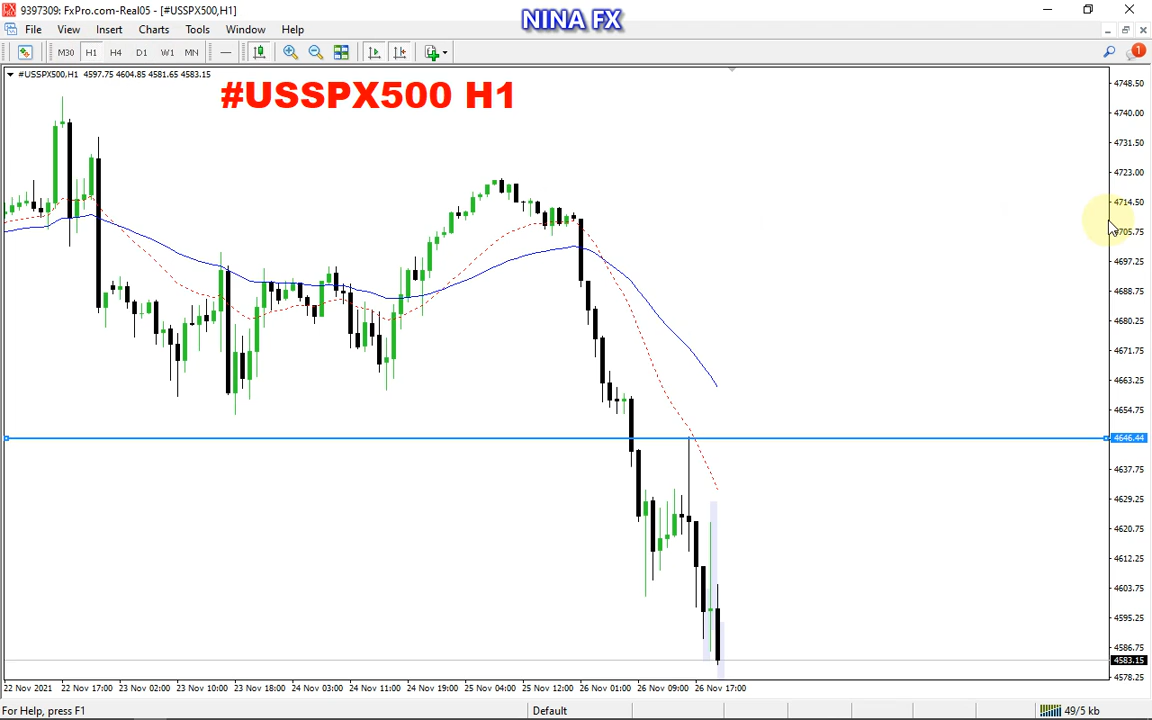 9397309: FxPro.com-Real05 - [#USSPX500,H1]
NINA FX
File View Insert Charts Tools Window Help
M30 H1 H4 D1 W1 MN
1
#USSPX500,H1 4597.75 4604.85 4581.65 4583.15
#USSPX500 H1
4748.50
4740.00
4731.50
4723.00
4714.50
4705.75
4697.25
4688.75
4680.25
4671.75
4663.25
4654.75
4646.44
4637.75
4629.25
4620.75
4612.25
4603.75
4595.25
4586.75
4583.15
4578.25
22 Nov 2021 22 Nov 17:00 23 Nov 02:00 23 Nov 10:00 23 Nov 18:00 24 Nov 03:00 24 Nov 11:00 24 Nov 19:00 25 Nov 04:00 25 Nov 12:00 26 Nov 01:00 26 Nov 09:00 26 Nov 17:00
For Help, press F1 Default 49/5 kb